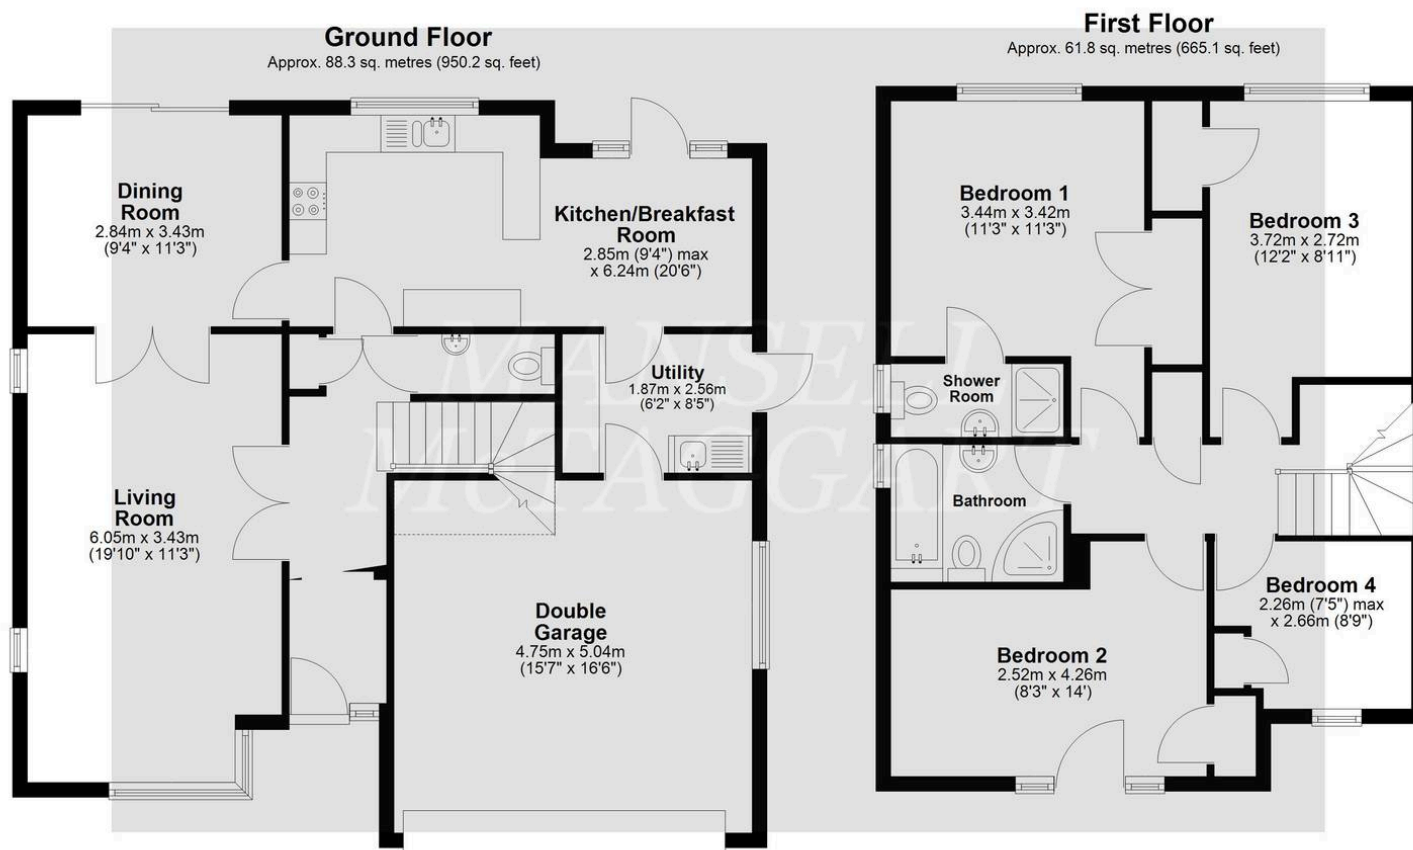 Ground Floor
Approx. 88.3 sq. metres (950.2 sq. feet)
Dining
Room
2.84m x 3.43m
(9'4" x 11'3")
Kitchen/Breakfast
Room
2.85m (9'4") max
x 6.24m (20'6")
Utility
1.87m x 2.56m
(6'2" x 8'5")
Living
Room
6.05m x 3.43m
(19'10" x 11'3")
Double
Garage
4.75m x 5.04m
(15'7" x 16'6")
First Floor
Approx. 61.8 sq. metres (665.1 sq. feet)
Bedroom 1
3.44m x 3.42m
(11'3" x 11'3")
Bedroom 3
3.72m x 2.72m
(12'2" x 8'11")
Shower
Room
Bathroom
Bedroom 4
2.26m (7'5") max
x 2.66m (8'9")
Bedroom 2
2.52m x 4.26m
(8'3" x 14')
MANSELL
McTAGGART